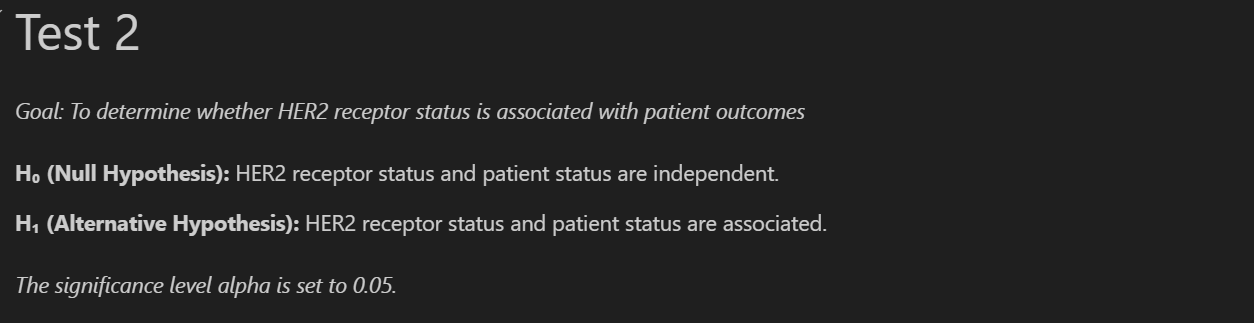 Test 2
Goal: To determine whether HER2 receptor status is associated with patient outcomes
H₀ (Null Hypothesis): HER2 receptor status and patient status are independent.
H₁ (Alternative Hypothesis): HER2 receptor status and patient status are associated.
The significance level alpha is set to 0.05.